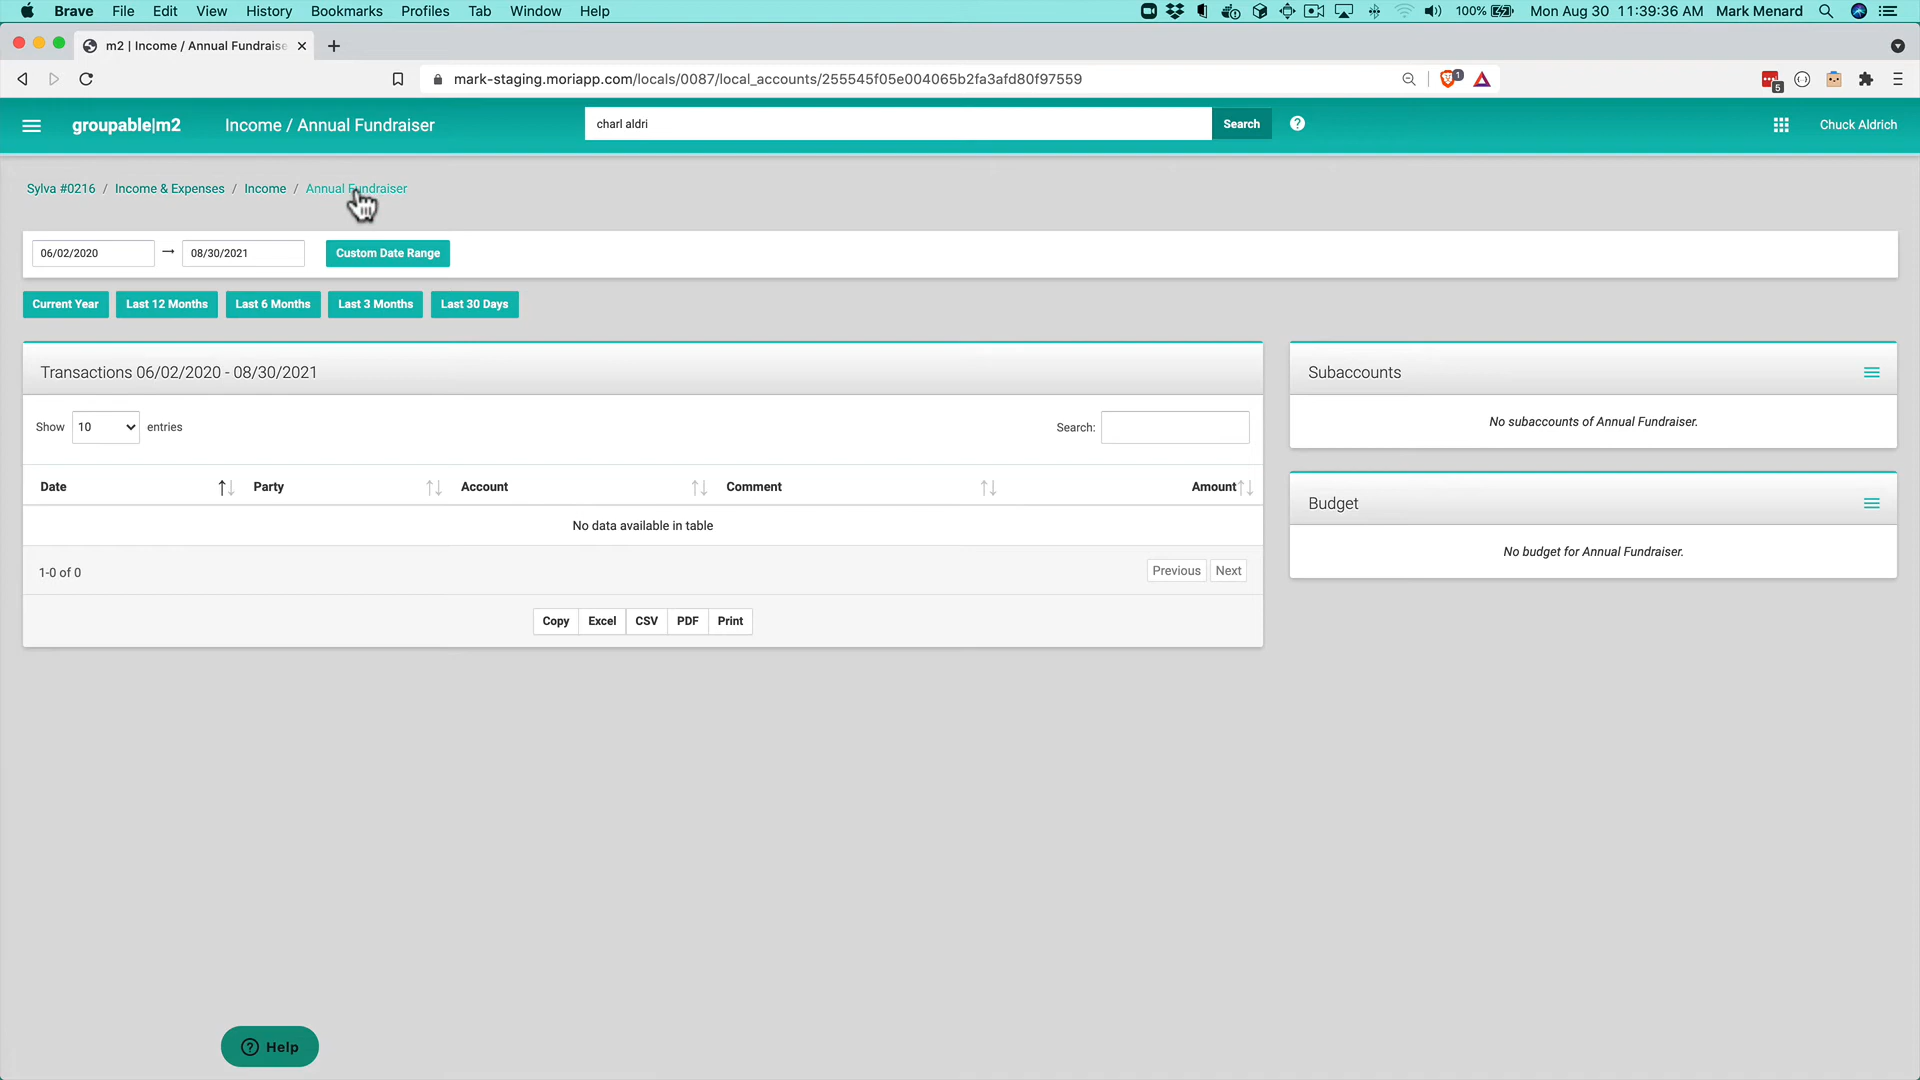 Brave File Edit View History Bookmarks Profiles Tab Window Help 100% Mon Aug 30 11:39:36 AM Mark Menard
m2 | Income / Annual Fundraise
mark-staging.moriapp.com/locals/0087/local_accounts/255545f05e004065b2fa3afd80f97559 1 5
groupable|m2 Income / Annual Fundraiser charl aldri Search Chuck Aldrich
Sylva #0216 / Income & Expenses / Income / Annual Fundraiser
06/02/2020 → 08/30/2021 Custom Date Range
Current Year Last 12 Months Last 6 Months Last 3 Months Last 30 Days
Transactions 06/02/2020 - 08/30/2021
Show 10 entries Search:
Date Party Account Comment Amount
No data available in table
1-0 of 0 Previous Next
Copy Excel CSV PDF Print
Subaccounts
No subaccounts of Annual Fundraiser.
Budget
No budget for Annual Fundraiser.
Help